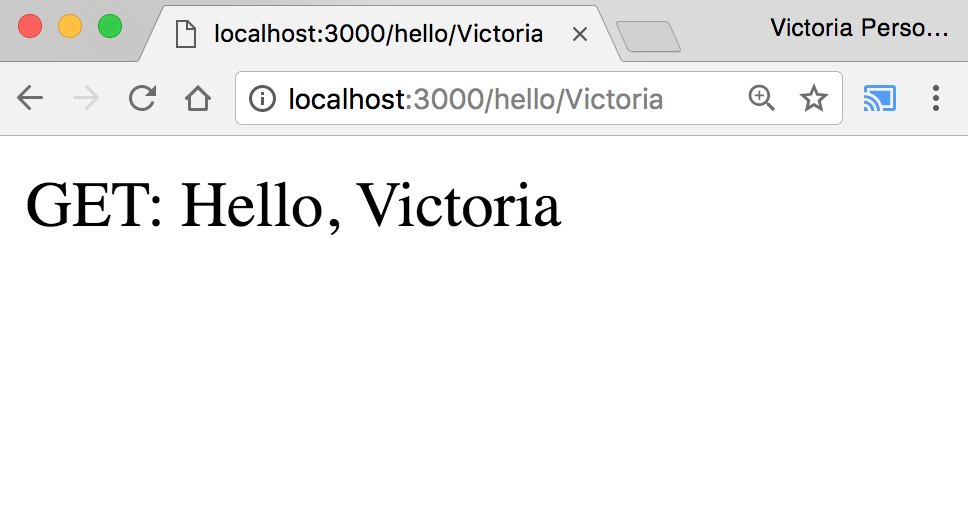 localhost:3000/hello/Victoria
Victoria Perso...
localhost:3000/hello/Victoria
GET: Hello, Victoria